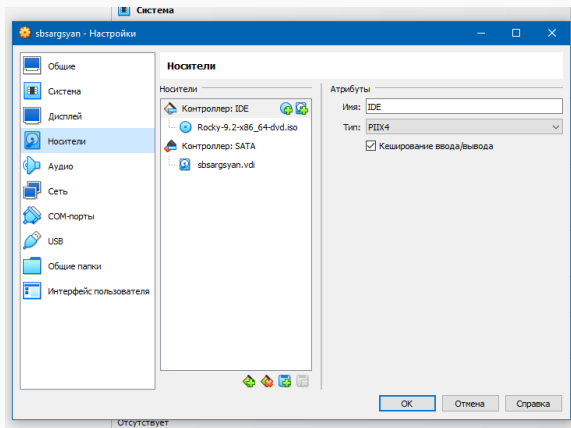 Система
sbsargsyan - Настройки
Общие
Система
Дисплей
Носители
Аудио
Сеть
COM-порты
USB
Общие папки
Интерфейс пользователя
Носители
Носители
Контроллер: IDE
Rocky-9.2-x86_64-dvd.iso
Контроллер: SATA
sbsargsyan.vdi
Атрибуты
Имя: IDE
Тип: PIIX4
Кеширование ввода/вывода
OK Отмена Справка
Отсутствует